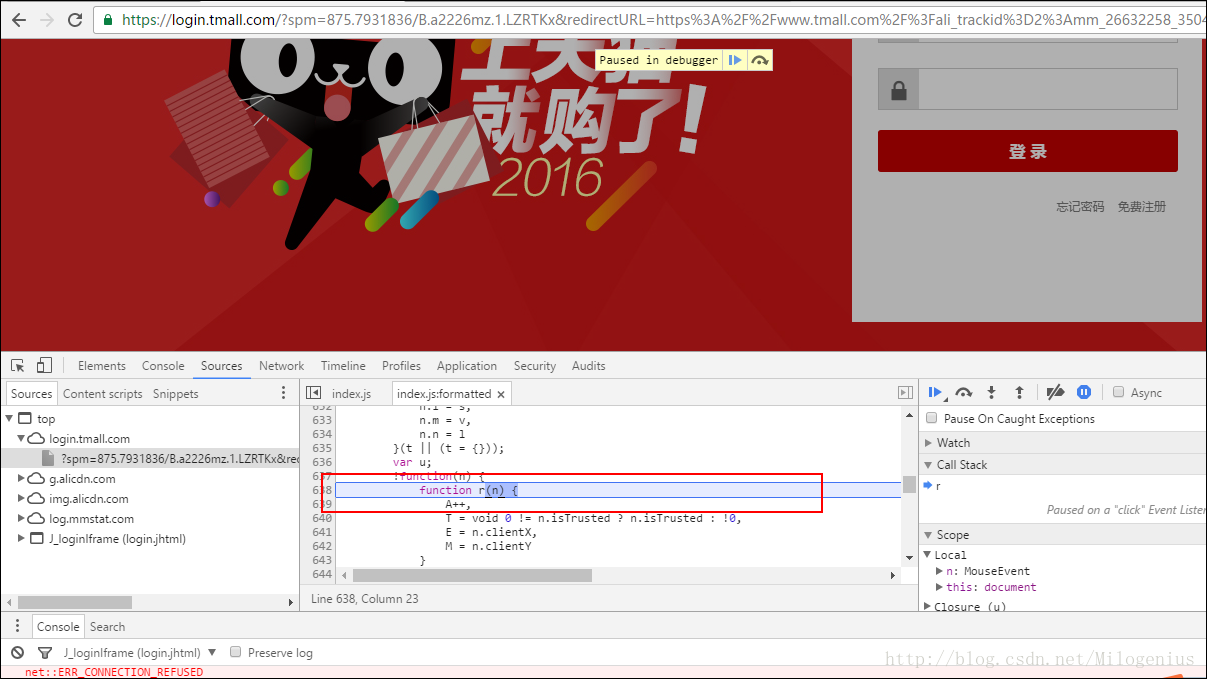 https://login.tmall.com/?spm=875.7931836/B.a2226mz.1.LZRTKx&redirectURL=https%3A%2F%2Fwww.tmall.com%2F%3Fali_trackid%3D2%3Amm_26632258_3504
Paused in debugger
上天猫
就购了!
2016
登 录
忘记密码 免费注册
Elements Console Sources Network Timeline Profiles Application Security Audits
Sources Content scripts Snippets
index.js index.js:formatted ×
Async
top
login.tmall.com
?spm=875.7931836/B.a2226mz.1.LZRTKx&red
g.alicdn.com
img.alicdn.com
log.mmstat.com
J_loginIframe (login.jhtml)
632 n.i = s,
633 n.m = v,
634 n.n = l
635 }(t || (t = {}));
636 var u;
637 !function(n) {
638 function r(n) {
639 A++,
640 T = void 0 != n.isTrusted ? n.isTrusted : !0,
641 E = n.clientX,
642 M = n.clientY
643 }
644
Line 638, Column 23
Pause On Caught Exceptions
Watch
Call Stack
r
Paused on a "click" Event Listen
Scope
Local
n: MouseEvent
this: document
Closure (u)
Console Search
J_loginIframe (login.jhtml) ▼ Preserve log
net::ERR_CONNECTION_REFUSED
http://blog.csdn.net/Milogenius